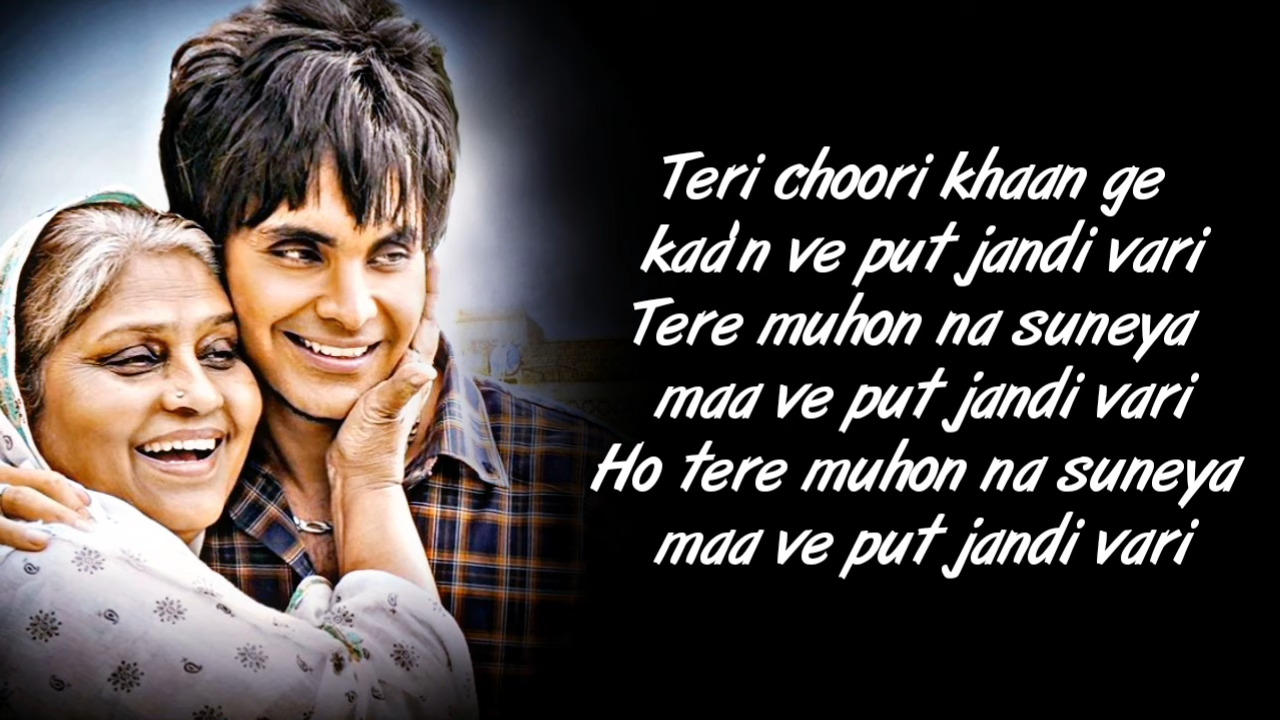 Teri choori khaan ge
kad'n ve put jandi vari
Tere muhon na suneya
maa ve put jandi vari
Ho tere muhon na suneya
maa ve put jandi vari